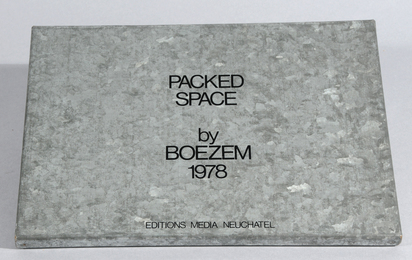 PACKED
SPACE
by
BOEZEM
1978
EDITIONS MEDIA NEUCHATEL